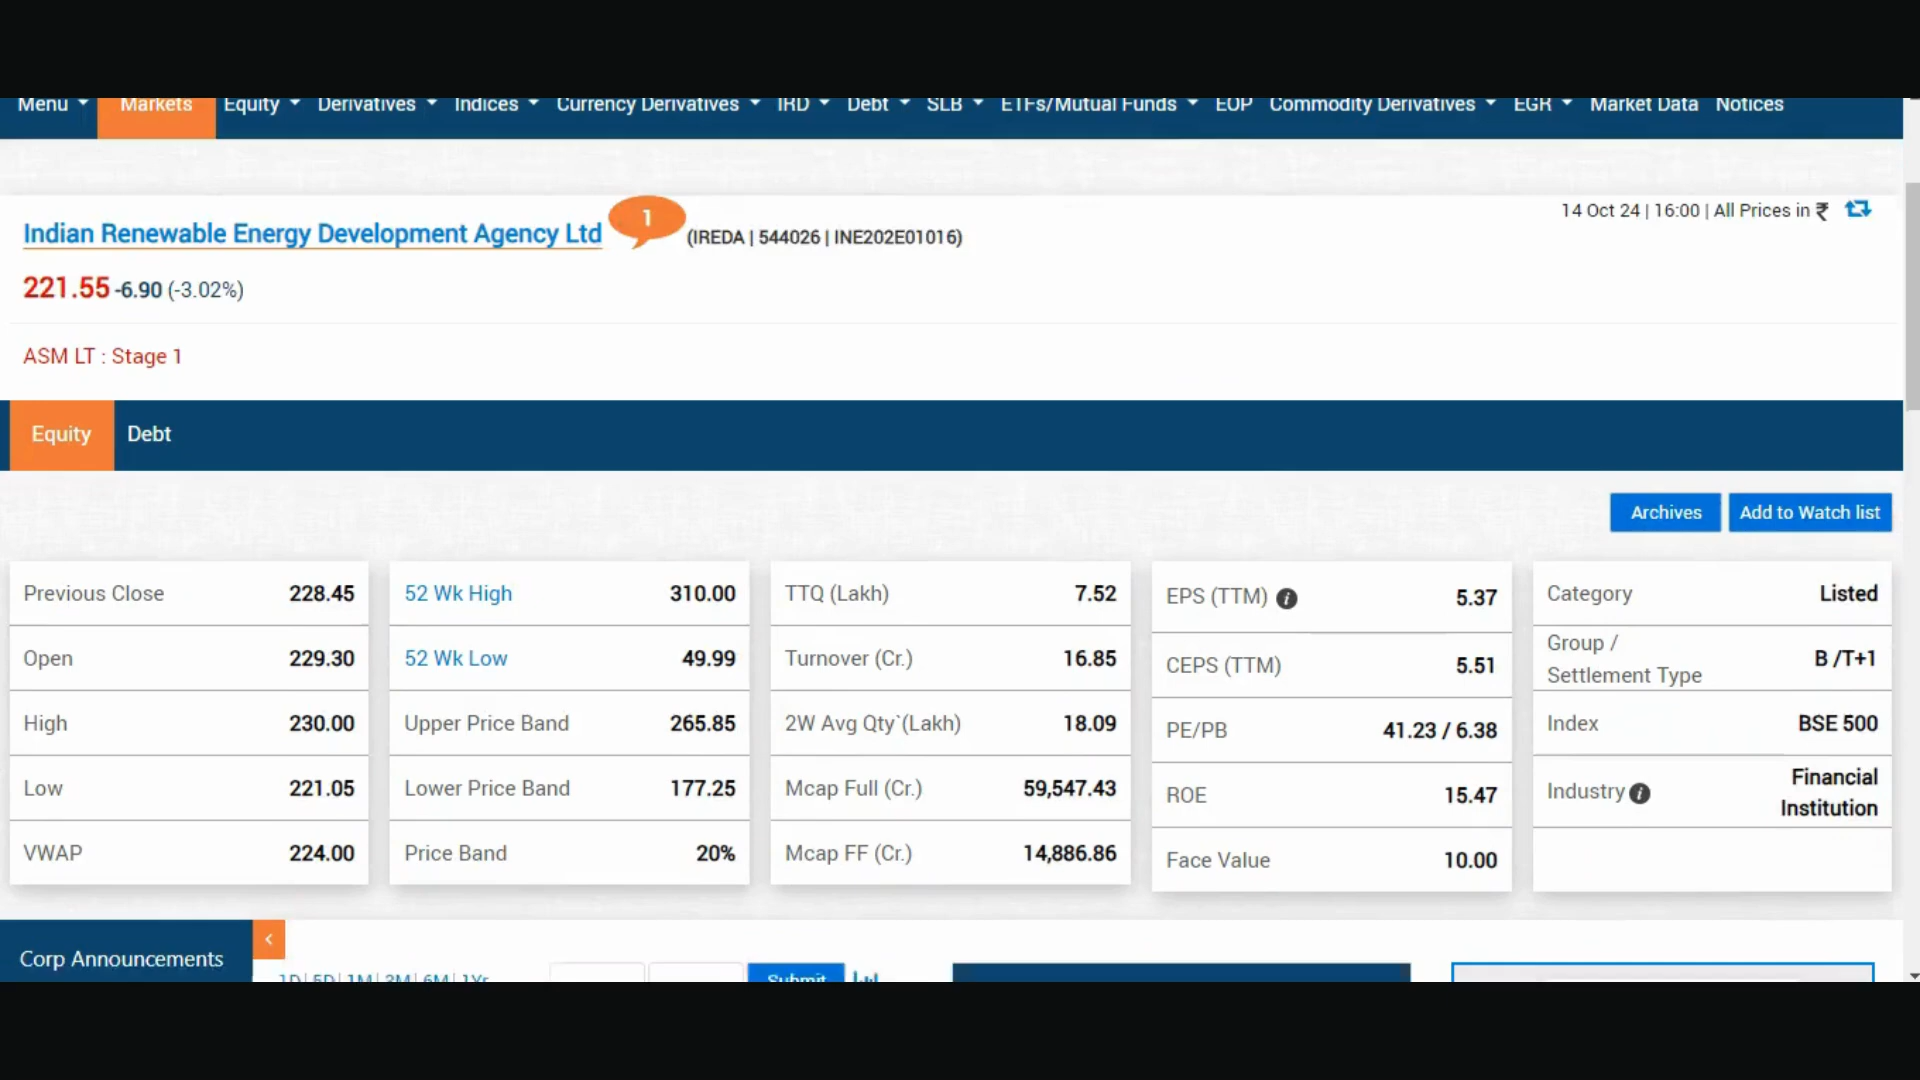 Menu Markets Equity Derivatives Indices Currency Derivatives IRD Debt SLB ETFs/Mutual Funds EOP Commodity Derivatives EGR Market Data Notices
14 Oct 24 | 16:00 | All Prices in ₹
Indian Renewable Energy Development Agency Ltd 1 (IREDA | 544026 | INE202E01016)
221.55 -6.90 (-3.02%)
ASM LT : Stage 1
Equity Debt
Archives Add to Watch list
Previous Close 228.45
Open 229.30
High 230.00
Low 221.05
VWAP 224.00
52 Wk High 310.00
52 Wk Low 49.99
Upper Price Band 265.85
Lower Price Band 177.25
Price Band 20%
TTQ (Lakh) 7.52
Turnover (Cr.) 16.85
2W Avg Qty`(Lakh) 18.09
Mcap Full (Cr.) 59,547.43
Mcap FF (Cr.) 14,886.86
EPS (TTM) i 5.37
CEPS (TTM) 5.51
PE/PB 41.23 / 6.38
ROE 15.47
Face Value 10.00
Category Listed
Group /
Settlement Type B /T+1
Index BSE 500
Industry i Financial
Institution
Corp Announcements
1D| 5D| 1M| 3M| 6M| 1Yr Submit